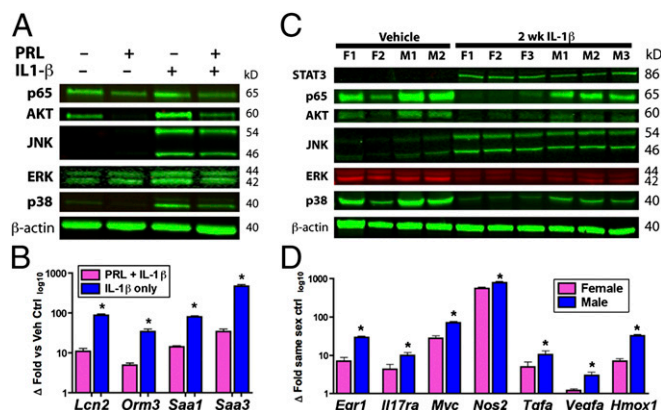 A
PRL – + – +
IL1-β – – + +
kD
p65 65
AKT 60
JNK 54
46
ERK 44
42
p38 40
β-actin 40
B
Δ Fold vs Veh Ctrl log10
1000
100
10
1
PRL + IL-1β
IL-1β only
* * * *
Lcn2 Orm3 Saa1 Saa3
C
Vehicle 2 wk IL-1β
F1 F2 M1 M2 F1 F2 F3 M1 M2 M3 kD
STAT3 86
p65 65
AKT 60
JNK 54
46
ERK 44
42
p38 40
β-actin 40
D
Δ Fold same sex ctrl log10
1000
100
10
1
Female
Male
* * * * * * *
Egr1 Il17ra Myc Nos2 Tgfa Vegfa Hmox1